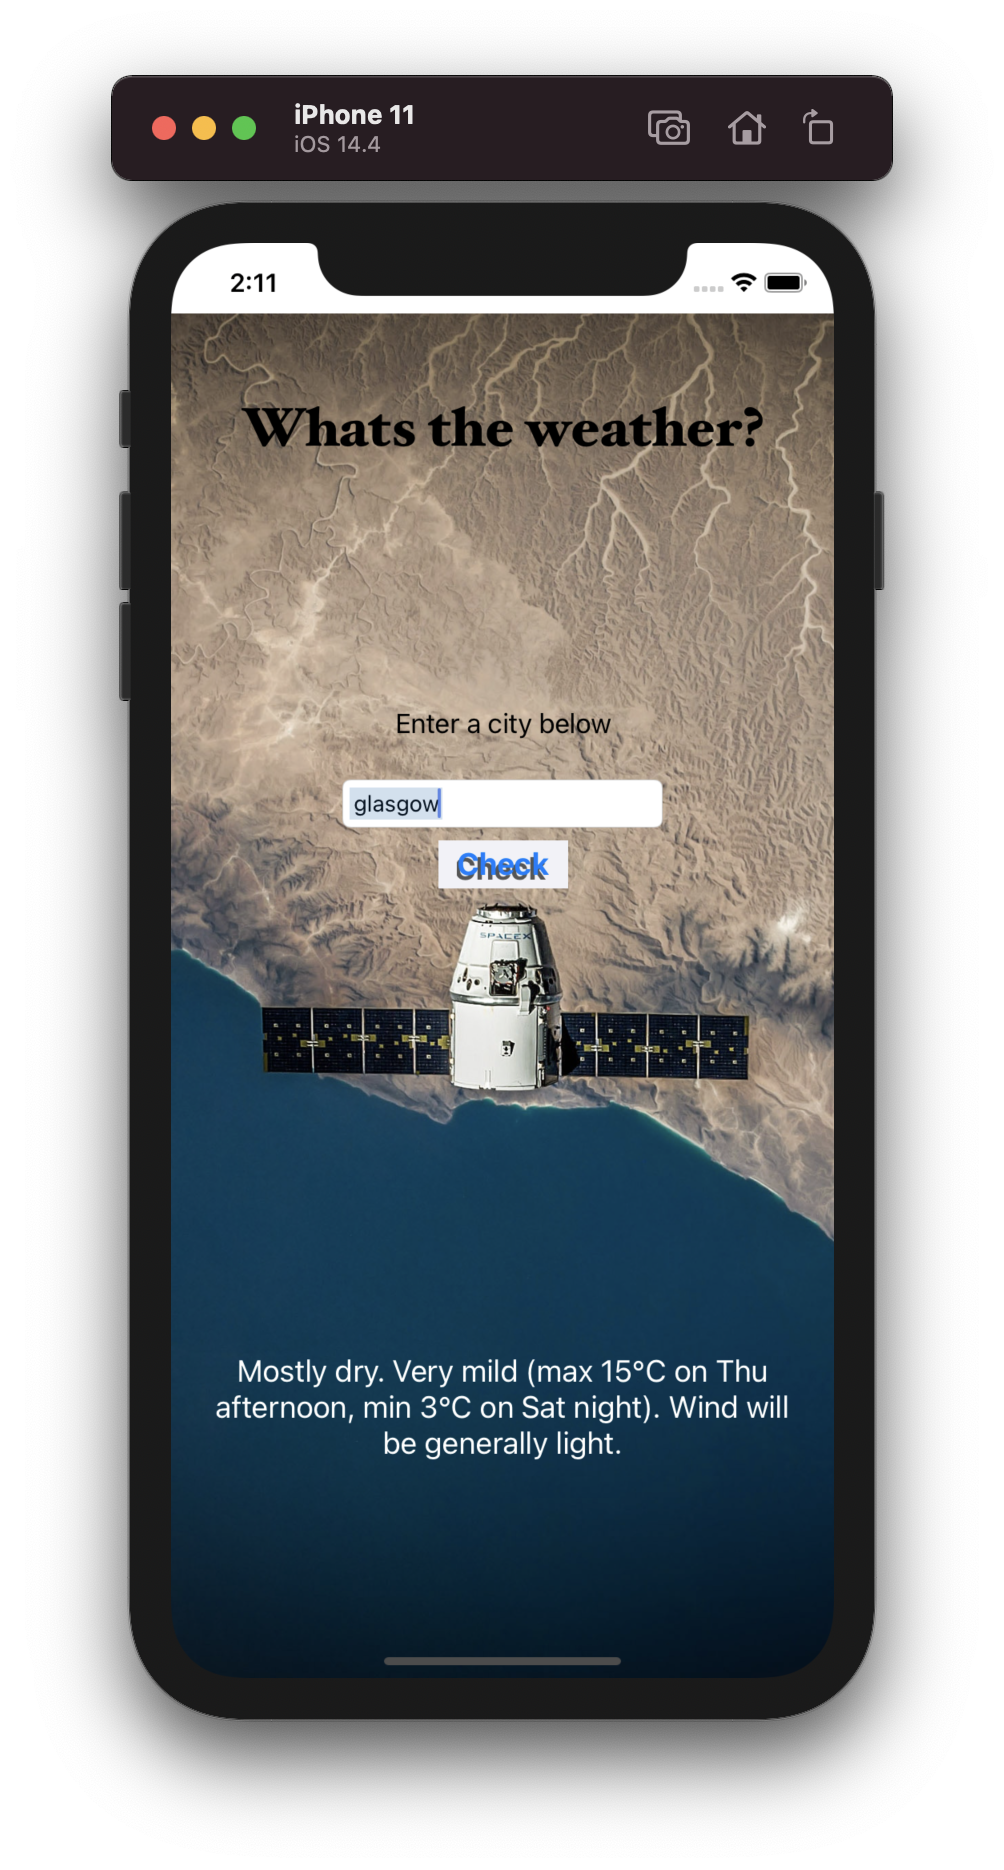 iPhone 11
iOS 14.4
2:11
Whats the weather?
Enter a city below
glasgow
Check
SPACEX
Mostly dry. Very mild (max 15°C on Thu
afternoon, min 3°C on Sat night). Wind will
be generally light.